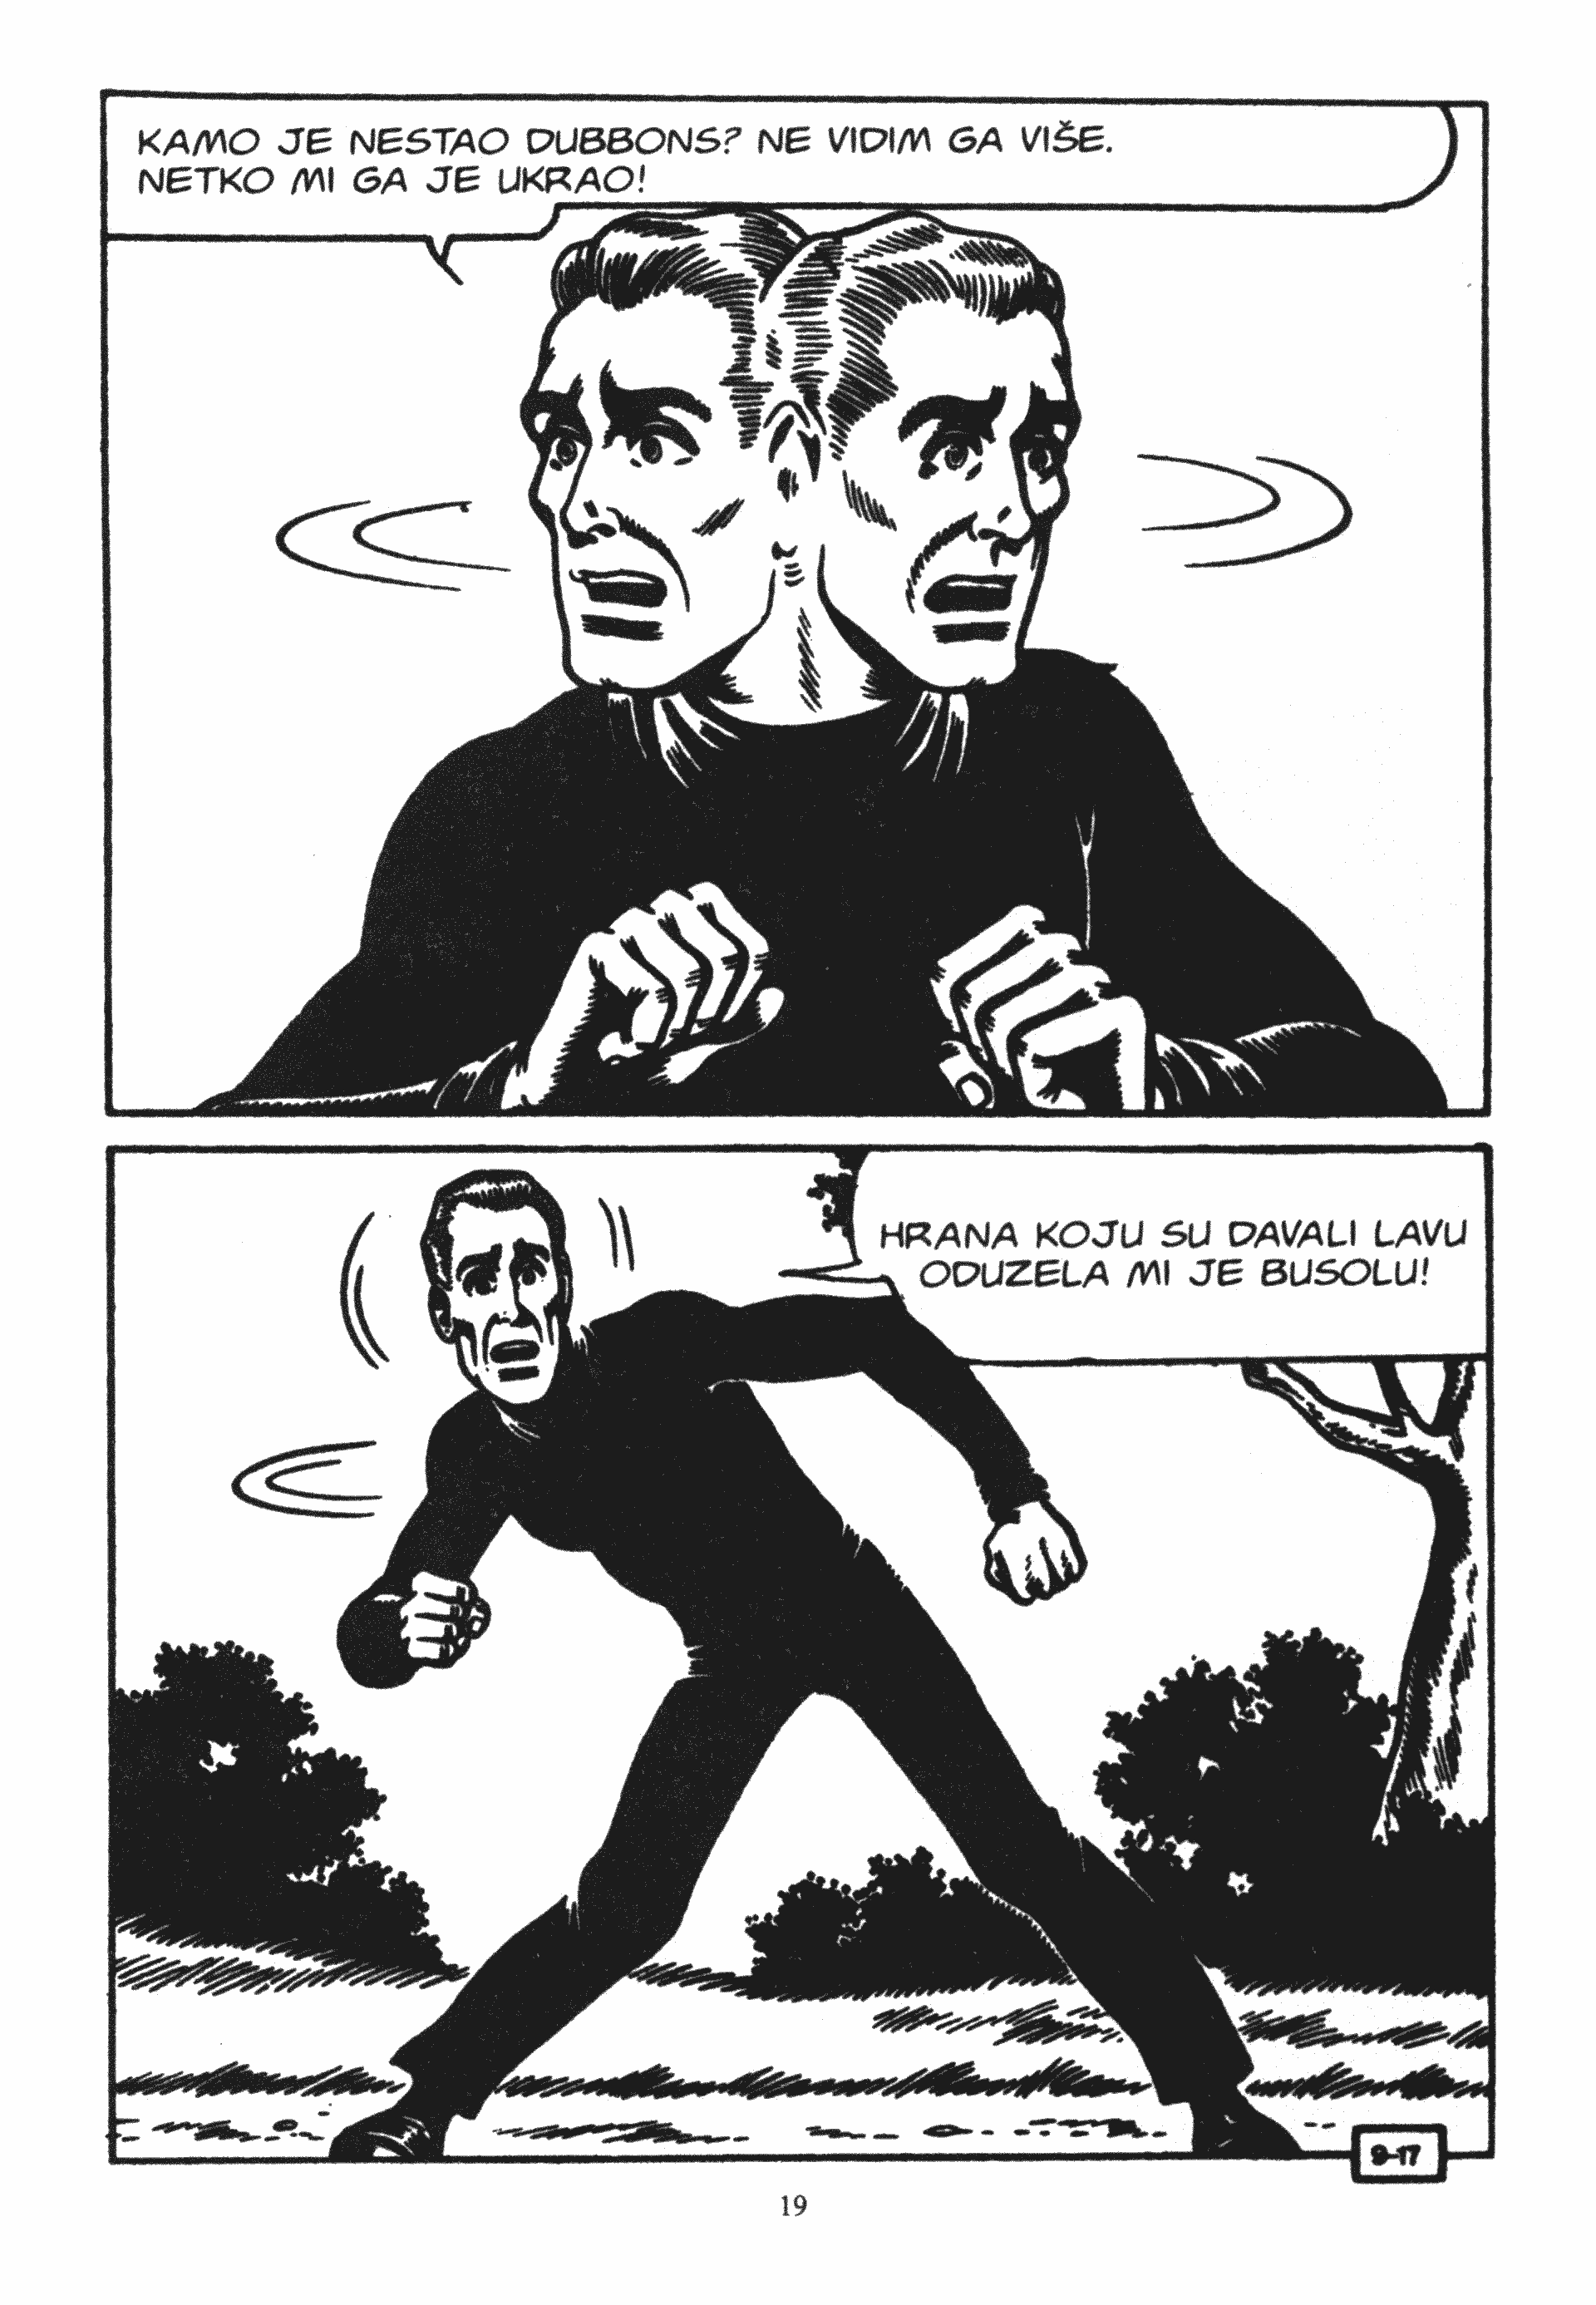 KAMO JE NESTAO DUBBONS? NE VIDIM GA VIŠE.
NETKO MI GA JE UKRAO!
HRANA KOJU SU DAVALI LAVU
ODUZELA MI JE BUSOLU!
9-17
19